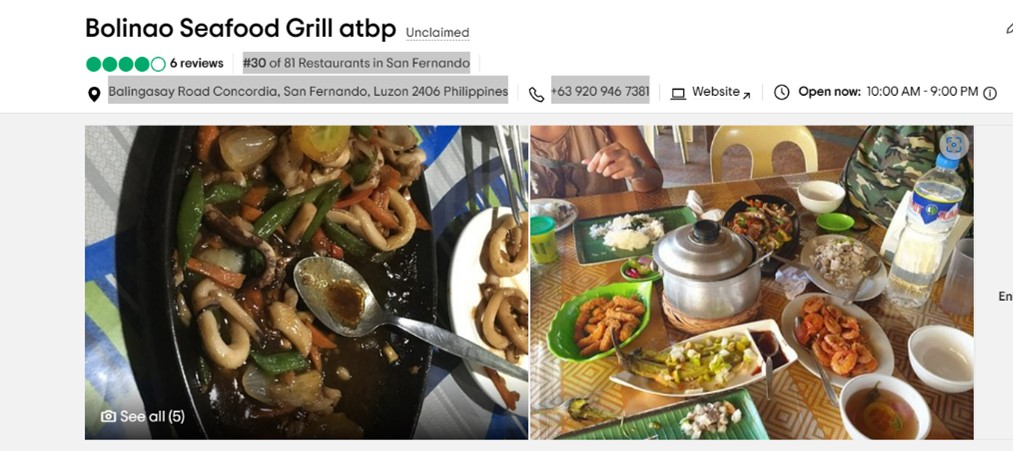 Bolinao Seafood Grill atbp Unclaimed
6 reviews #30 of 81 Restaurants in San Fernando
Balingasay Road Concordia, San Fernando, Luzon 2406 Philippines +63 920 946 7381 Website Open now: 10:00 AM - 9:00 PM
En
See all (5)